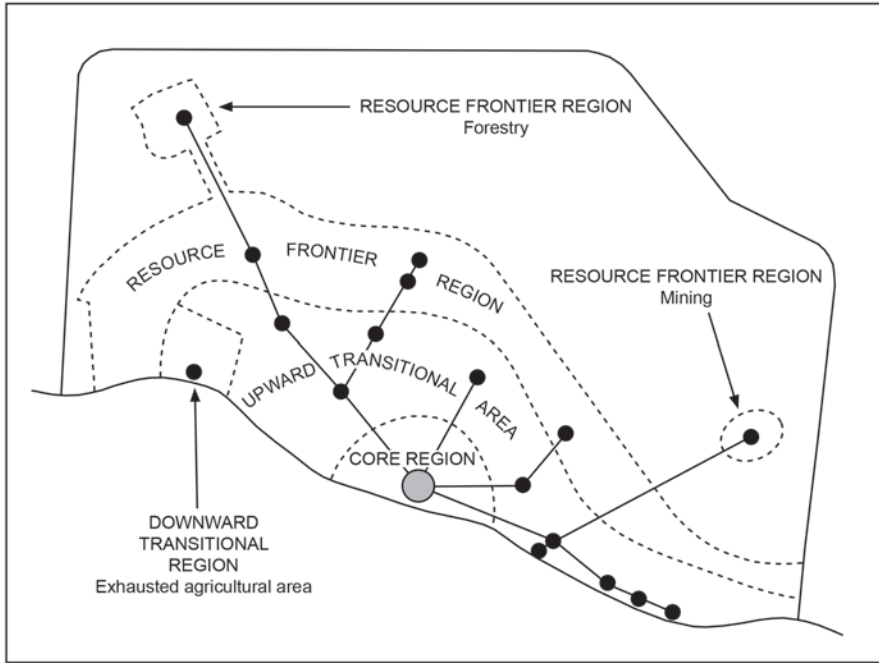 RESOURCE FRONTIER REGION
Forestry
RESOURCE FRONTIER REGION
RESOURCE FRONTIER REGION
Mining
UPWARD TRANSITIONAL AREA
CORE REGION
DOWNWARD
TRANSITIONAL
REGION
Exhausted agricultural area